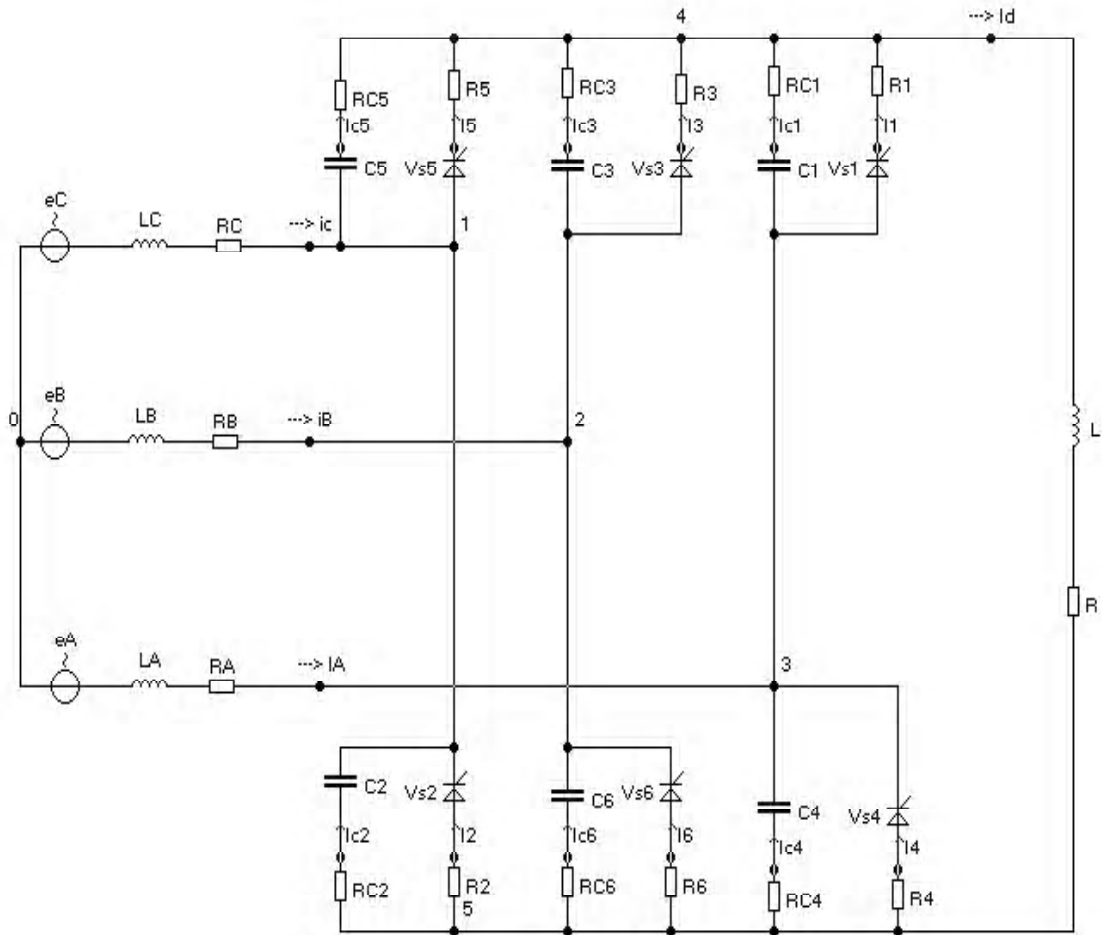 4 ---> Id
RC5 R5 RC3 R3 RC1 R1
Ic5 I5 Ic3 I3 Ic1 I1
C5 Vs5 C3 Vs3 C1 Vs1
eC LC RC ---> ic 1
0 eB LB RB ---> iB 2
L
R
eA LA RA ---> IA 3
C2 Vs2 C6 Vs6 C4 Vs4
Ic2 I2 Ic6 I6 Ic4 I4
RC2 R2 RC6 R6 RC4 R4
5